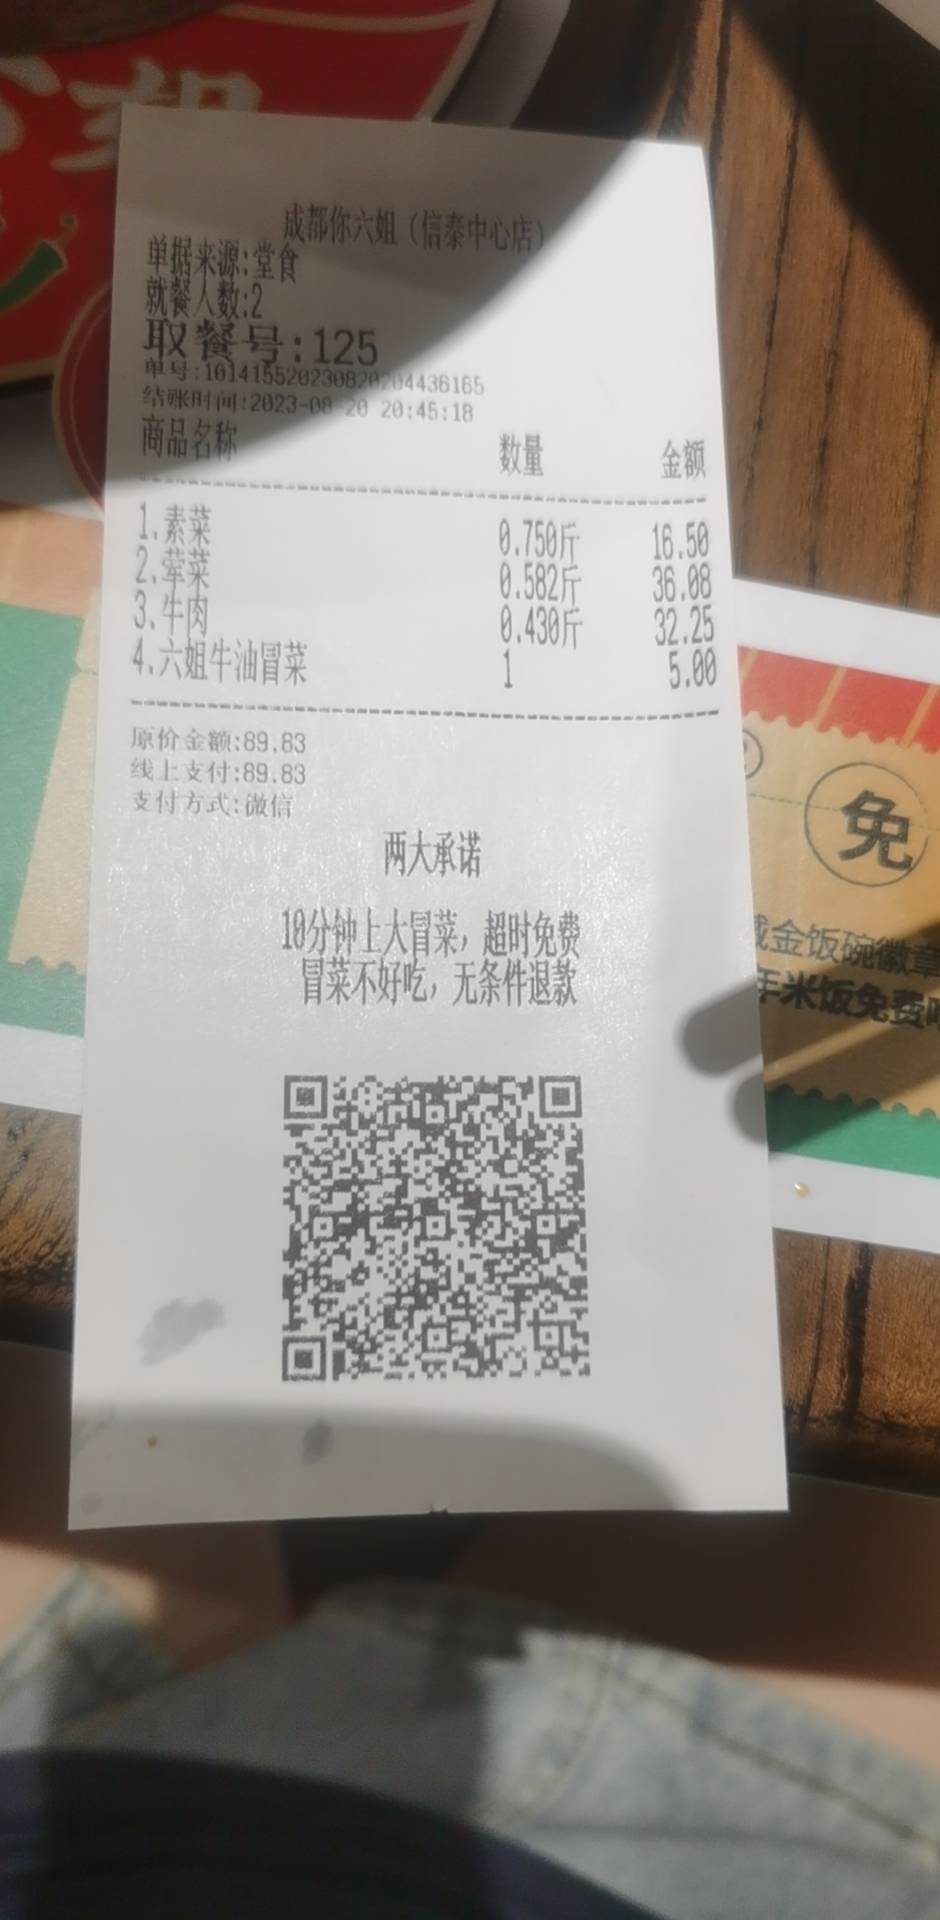 成都你六姐（信泰中心店）
单据来源:堂食
就餐人数:2
取餐号:125
单号:10141552023082020443616​5
结账时间:2023-08-20 20:45:18
商品名称 数量 金额
1.素菜 0.750斤 16.50
2.荤菜 0.582斤 36.08
3.牛肉 0.430斤 32.25
4.六姐牛油冒菜 1 5.00
原价金额:89.83
线上支付:89.83
支付方式:微信
两大承诺
10分钟上大冒菜，超时免费
冒菜不好吃，无条件退款
免
金饭碗徽章
年米饭免费